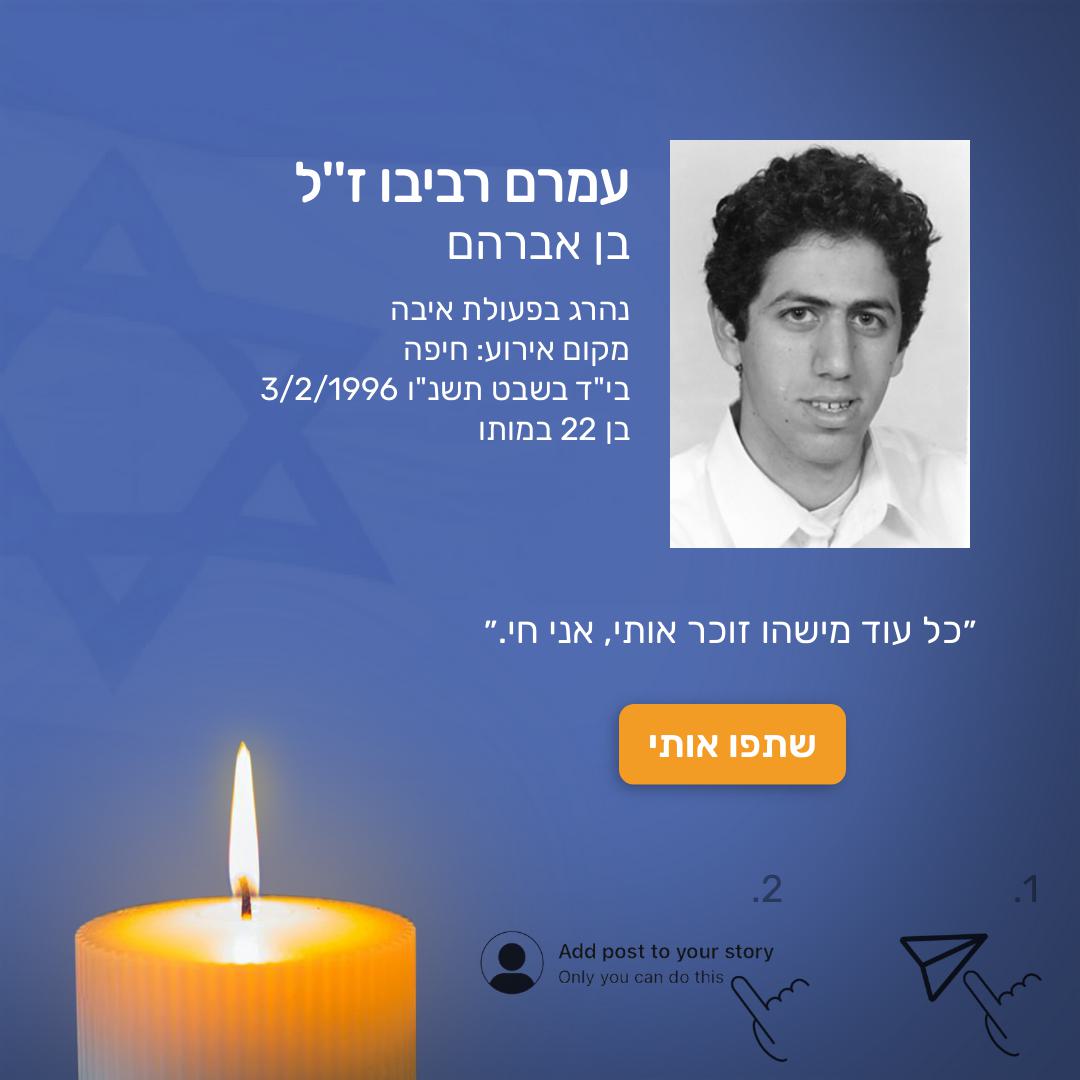 עמרם רביבו ז"ל
בן אברהם
נהרג בפעולת איבה
מקום אירוע: חיפה
בי"ד בשבט תשנ"ו 3/2/1996
בן 22 במותו
״כל עוד מישהו זוכר אותי, אני חי.״
שתפו אותי
1.
2.
Add post to your story
Only you can do this